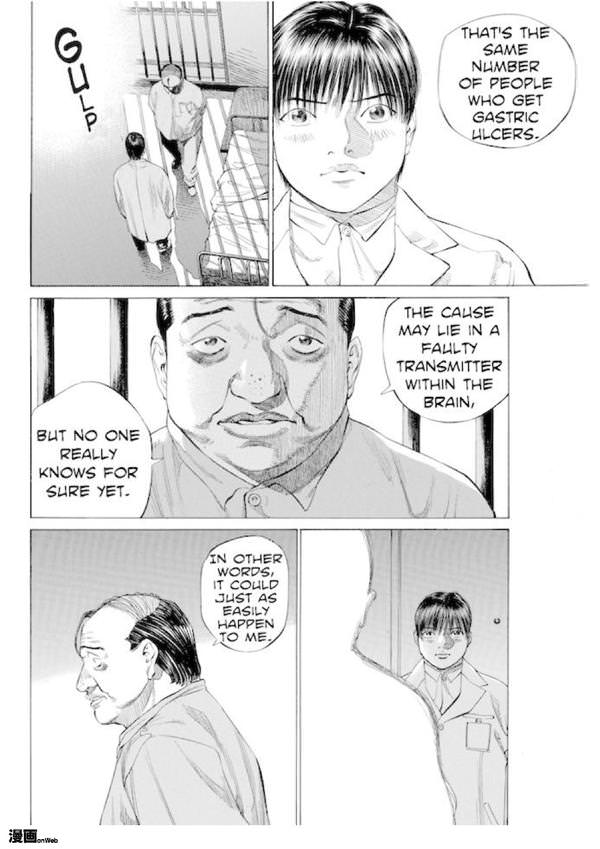 GULP
THAT'S THE
SAME
NUMBER
OF PEOPLE
WHO GET
GASTRIC
ULCERS.
THE CAUSE
MAY LIE IN A
FAULTY
TRANSMITTER
WITHIN THE
BRAIN,
BUT NO ONE
REALLY
KNOWS FOR
SURE YET.
IN OTHER
WORDS,
IT COULD
JUST AS
EASILY
HAPPEN
TO ME.
漫画onWeb